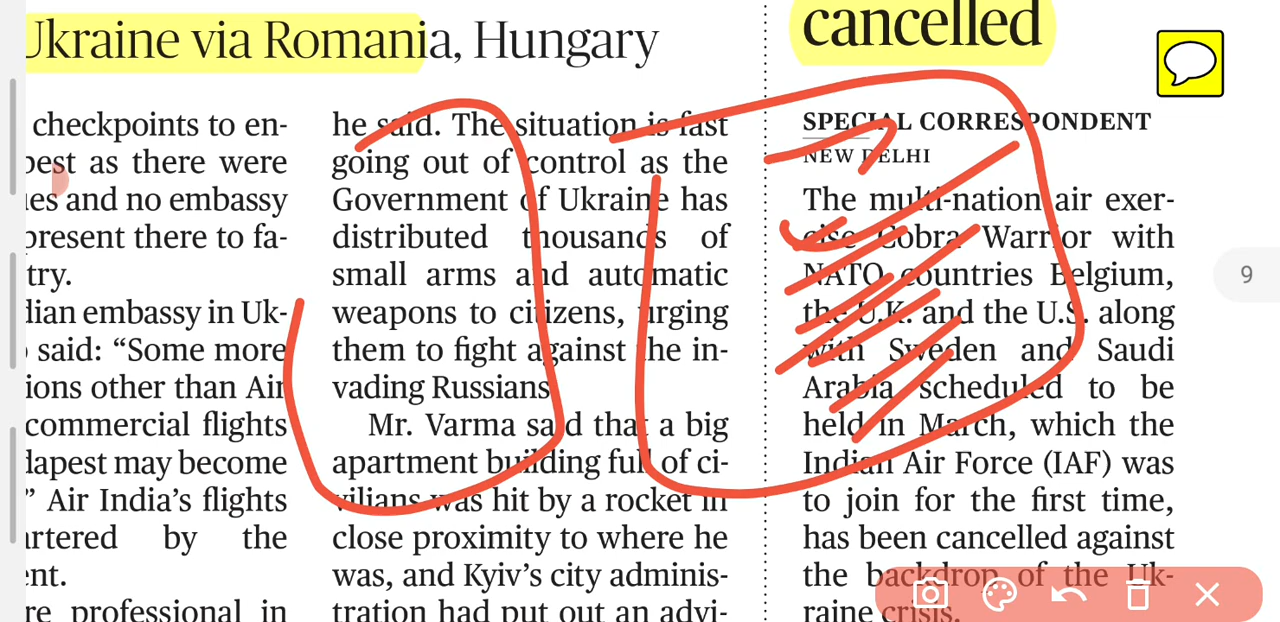 Ukraine via Romania, Hungary
checkpoints to en-
as there were
and no embassy
present there to fa-
try.
embassy in Uk-
said: “Some more
other than Air
commercial flights
may become
” Air India’s flights
by the
professional in
he said. The situation is fast
going out of control as the
Government of Ukraine has
distributed thousands of
small arms and automatic
weapons to citizens, urging
them to fight against the in-
vading Russians.
Mr. Varma said that a big
apartment building full of ci-
vilians was hit by a rocket in
close proximity to where he
was, and Kyiv’s city adminis-
tration had put out an advi-
cancelled
SPECIAL CORRESPONDENT
NEW DELHI
The multi-nation air exer-
cise Cobra Warrior with
NATO countries Belgium,
the U.K. and the U.S. along
with Sweden and Saudi
Arabia scheduled to be
held in March, which the
Indian Air Force (IAF) was
to join for the first time,
has been cancelled against
the backdrop of the Uk-
raine crisis.
9